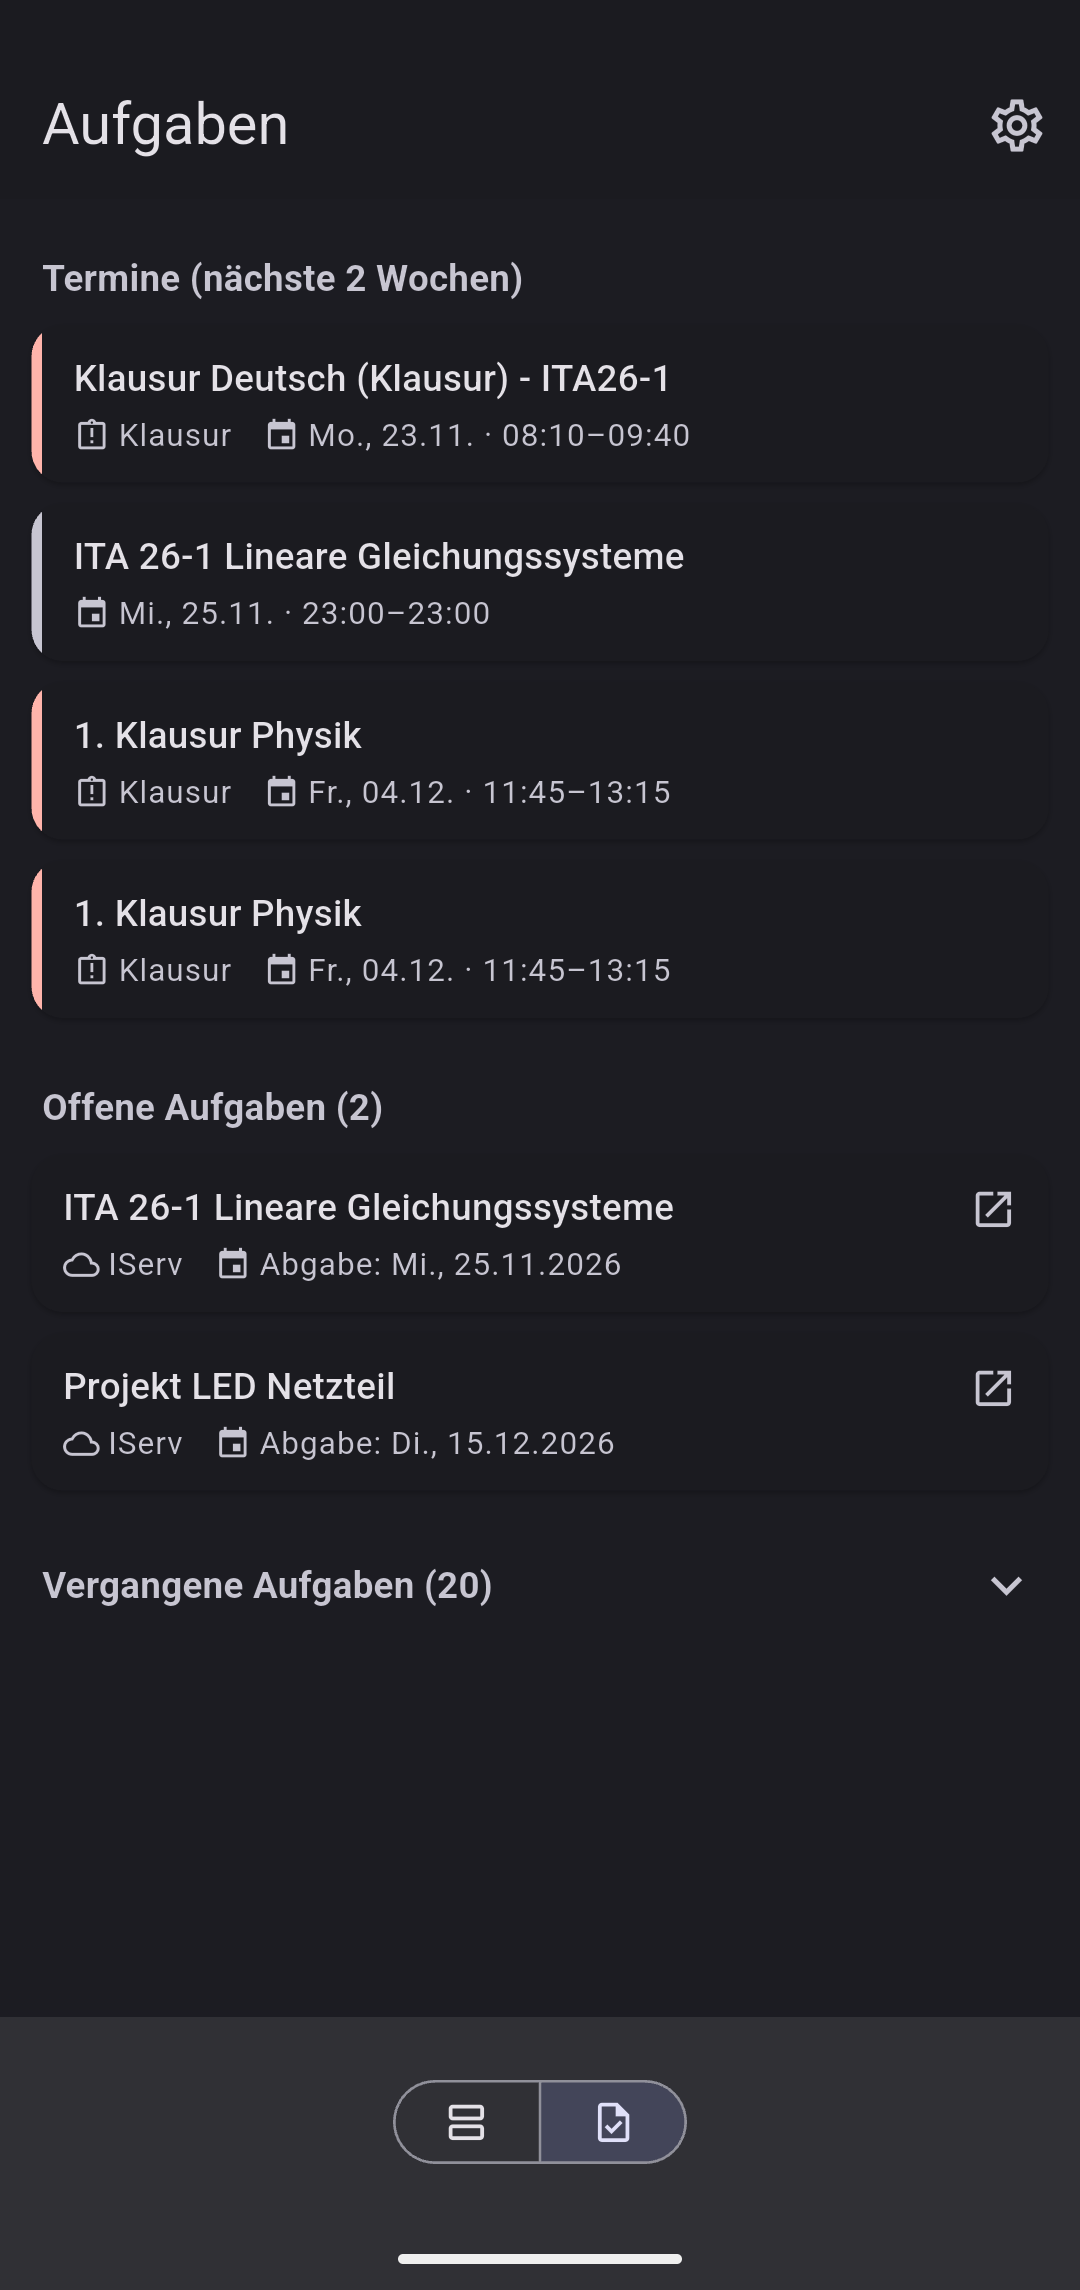 Aufgaben
Termine (nächste 2 Wochen)
Klausur Deutsch (Klausur) - ITA26-1
Klausur Mo., 23.11. · 08:10–09:40
ITA 26-1 Lineare Gleichungssysteme
Mi., 25.11. · 23:00–23:00
1. Klausur Physik
Klausur Fr., 04.12. · 11:45–13:15
1. Klausur Physik
Klausur Fr., 04.12. · 11:45–13:15
Offene Aufgaben (2)
ITA 26-1 Lineare Gleichungssysteme
IServ Abgabe: Mi., 25.11.2026
Projekt LED Netzteil
IServ Abgabe: Di., 15.12.2026
Vergangene Aufgaben (20)